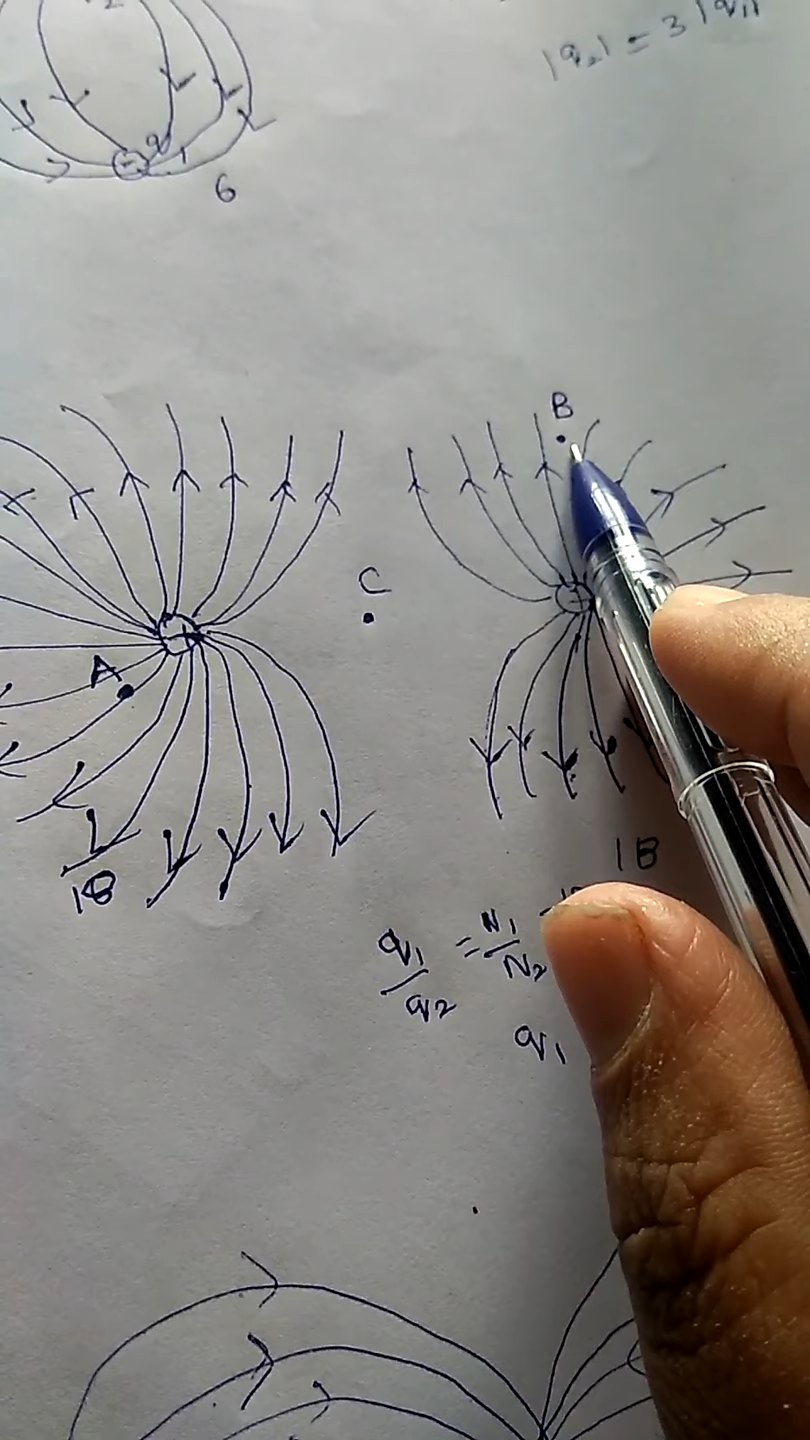 |q₂| = 3 |q₁|
6
B
C
A
18
18
q₁/q₂ = N₁/N₂
q₁